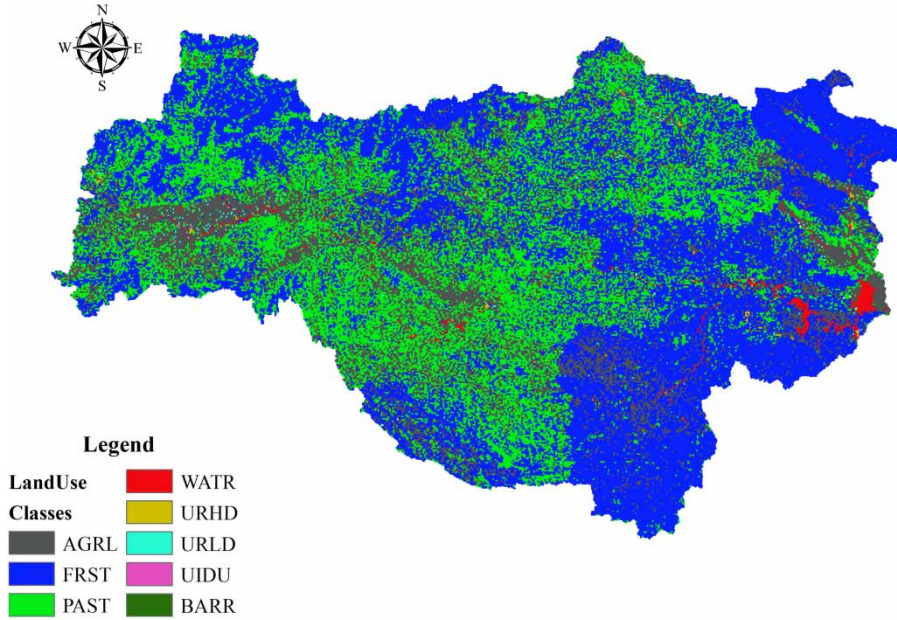 N
W E
S
Legend
LandUse WATR
Classes URHD
AGRL URLD
FRST UIDU
PAST BARR